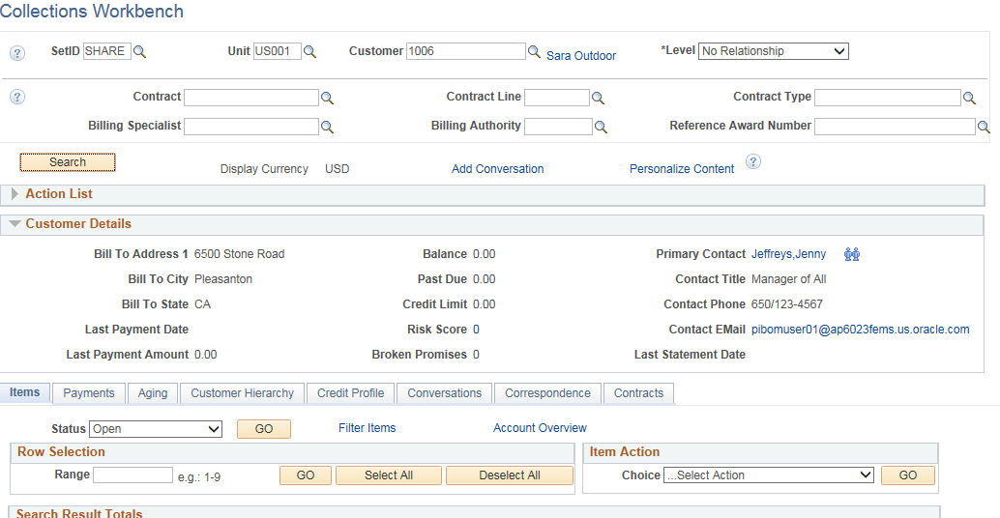 Collections Workbench
? SetID SHARE Unit US001 Customer 1006 Sara Outdoor *Level No Relationship
? Contract Contract Line Contract Type
Billing Specialist Billing Authority Reference Award Number
Search Display Currency USD Add Conversation Personalize Content ?
Action List
Customer Details
Bill To Address 1 6500 Stone Road Balance 0.00 Primary Contact Jeffreys,Jenny
Bill To City Pleasanton Past Due 0.00 Contact Title Manager of All
Bill To State CA Credit Limit 0.00 Contact Phone 650/123-4567
Last Payment Date Risk Score 0 Contact EMail pibomuser01@ap6023fems.us.oracle.com
Last Payment Amount 0.00 Broken Promises 0 Last Statement Date
Items Payments Aging Customer Hierarchy Credit Profile Conversations Correspondence Contracts
Status Open GO Filter Items Account Overview
Row Selection Item Action
Range e.g.: 1-9 GO Select All Deselect All Choice ...Select Action GO
Search Result Totals